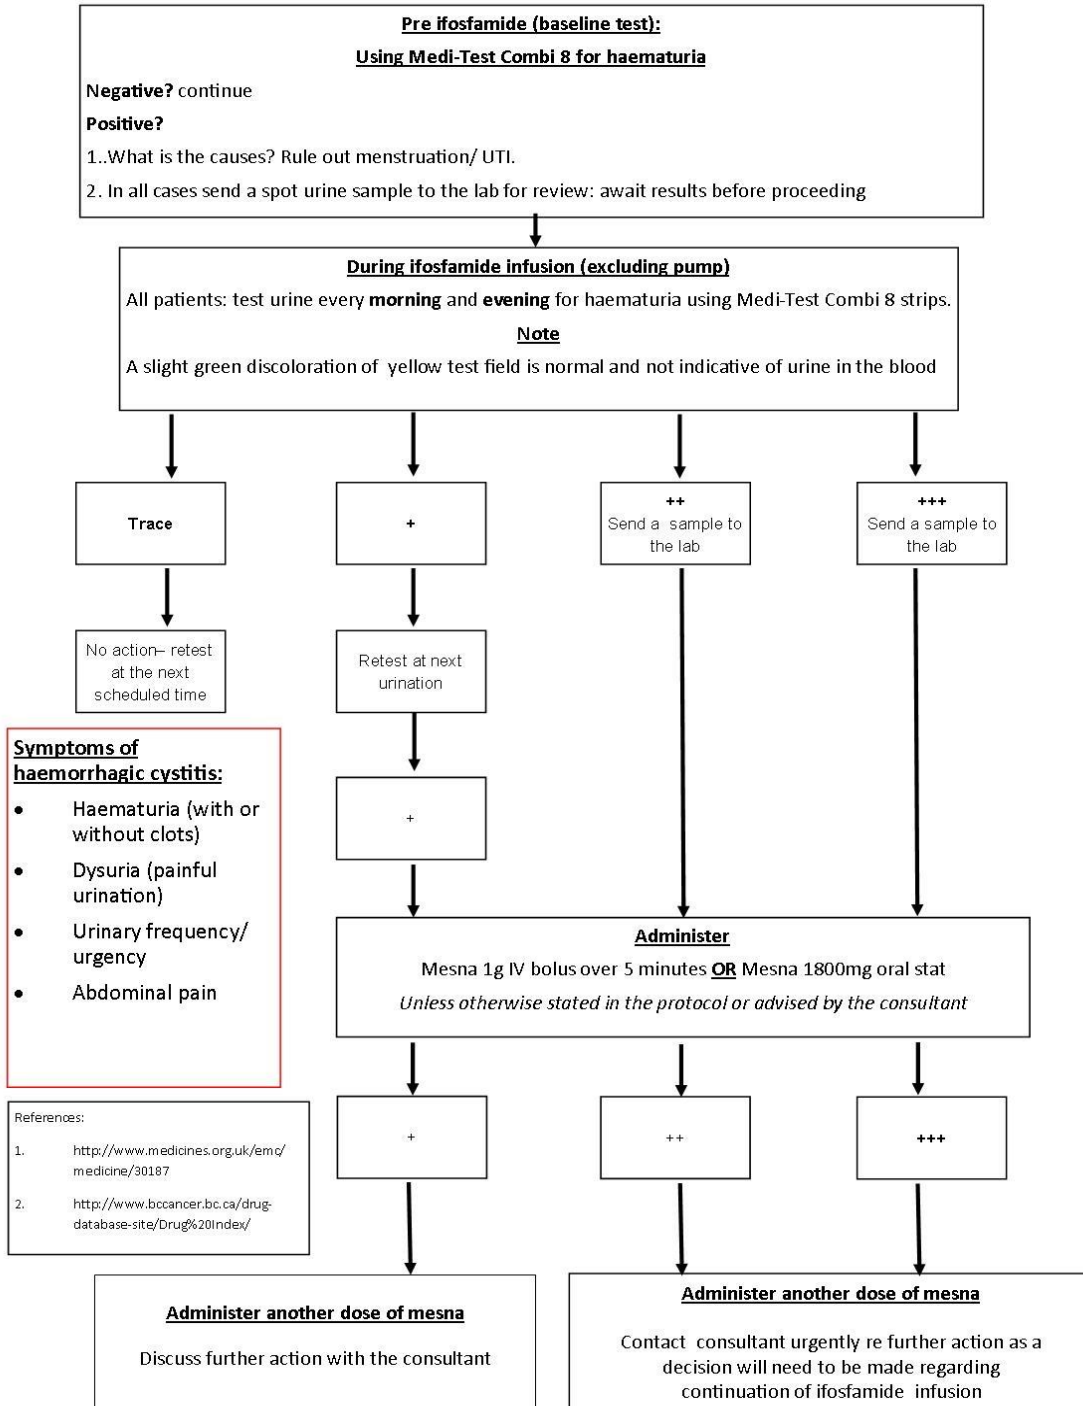 Pre ifosfamide (baseline test):
Using Medi-Test Combi 8 for haematuria
Negative? continue
Positive?
1..What is the causes? Rule out menstruation/ UTI.
2. In all cases send a spot urine sample to the lab for review: await results before proceeding
During ifosfamide infusion (excluding pump)
All patients: test urine every morning and evening for haematuria using Medi-Test Combi 8 strips.
Note
A slight green discoloration of yellow test field is normal and not indicative of urine in the blood
Trace
+
++
Send a sample to
the lab
+++
Send a sample to
the lab
No action– retest
at the next
scheduled time
Retest at next
urination
+
Symptoms of
haemorrhagic cystitis:
• Haematuria (with or
without clots)
• Dysuria (painful
urination)
• Urinary frequency/
urgency
• Abdominal pain
Administer
Mesna 1g IV bolus over 5 minutes OR Mesna 1800mg oral stat
Unless otherwise stated in the protocol or advised by the consultant
+
++
+++
References:
1. http://www.medicines.org.uk/emc/
medicine/30187
2. http://www.bccancer.bc.ca/drug-
database-site/Drug%20Index/
Administer another dose of mesna
Discuss further action with the consultant
Administer another dose of mesna
Contact consultant urgently re further action as a
decision will need to be made regarding
continuation of ifosfamide infusion